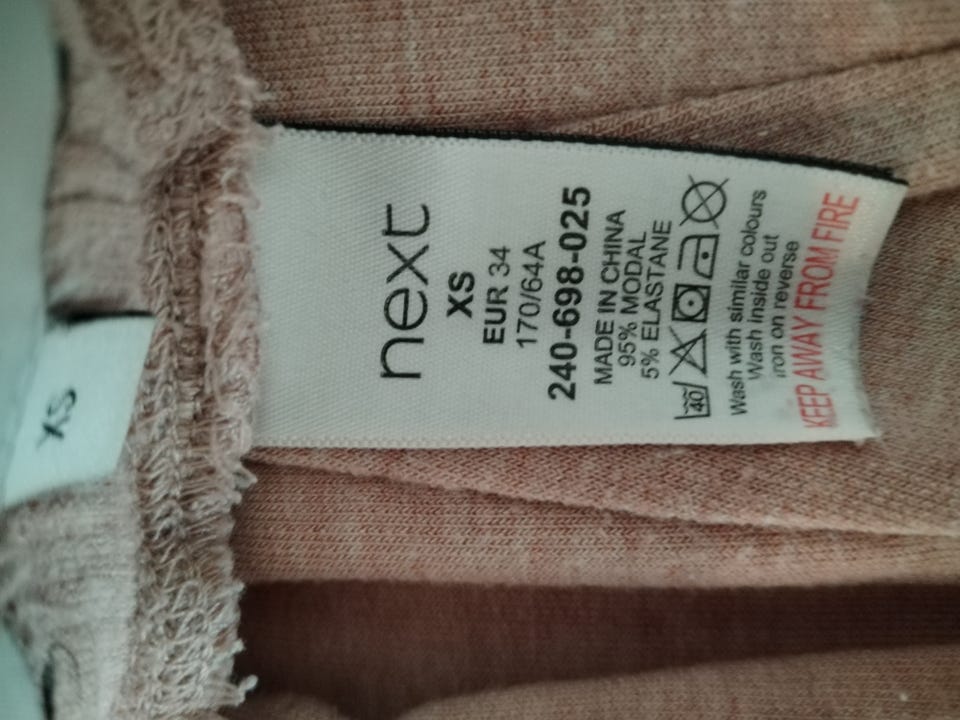 next
XS
EUR 34
170/64A
240-698-025
MADE IN CHINA
95% MODAL
5% ELASTANE
40
Wash with similar colours
Wash inside out
iron on reverse
KEEP AWAY FROM FIRE
XS